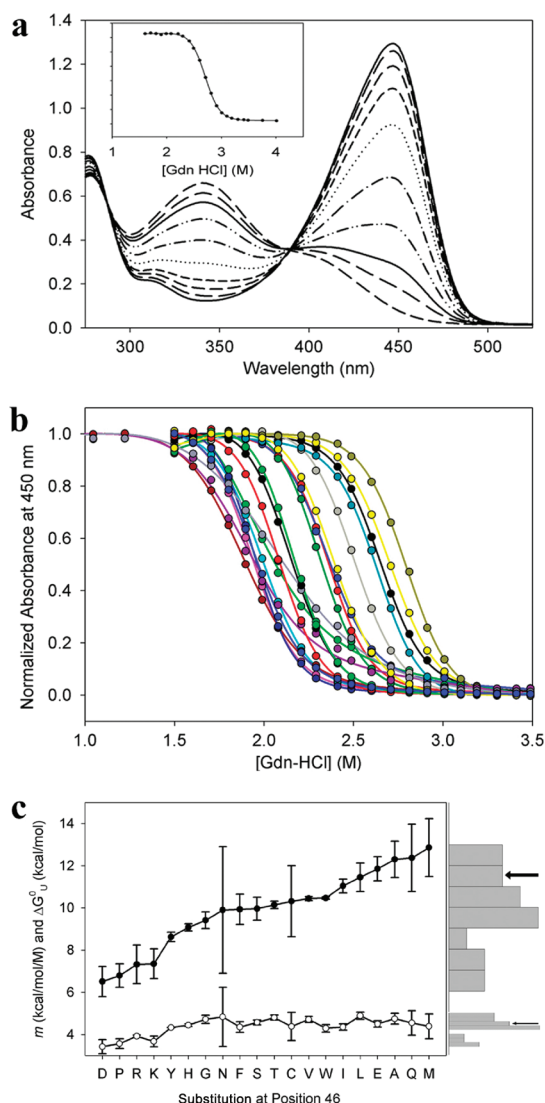 a
1.4
1.2
1.0
0.8
0.6
0.4
0.2
0.0
Absorbance
1 2 3 4
[Gdn HCl] (M)
300 350 400 450 500
Wavelength (nm)
b
1.0
0.8
0.6
0.4
0.2
0.0
Normalized Absorbance at 450 nm
1.0 1.5 2.0 2.5 3.0 3.5
[Gdn-HCl] (M)
c
14
12
10
8
6
4
m (kcal/mol/M) and ΔG⁰U (kcal/mol)
D P R K Y H G N F S T C V W I L E A Q M
Substitution at Position 46